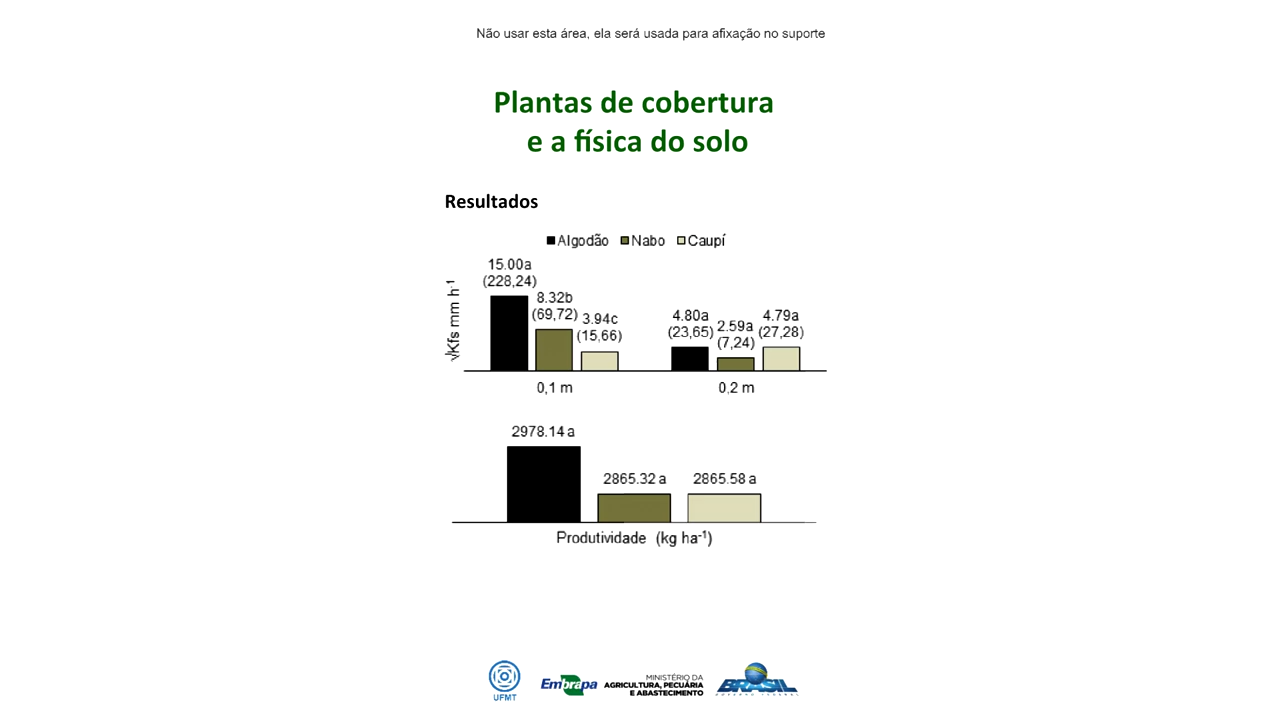 Não usar esta área, ela será usada para afixação no suporte
Plantas de cobertura
e a física do solo
Resultados
Algodão Nabo Caupí
√Kfs mm h⁻¹
15.00a
(228,24)
8.32b
(69,72)
3.94c
(15,66)
4.80a
(23,65)
2.59a
(7,24)
4.79a
(27,28)
0,1 m 0,2 m
2978.14 a
2865.32 a
2865.58 a
Produtividade (kg ha⁻¹)
UFMT
Embrapa
MINISTÉRIO DA
AGRICULTURA, PECUÁRIA
E ABASTECIMENTO
BRASIL
GOVERNO FEDERAL